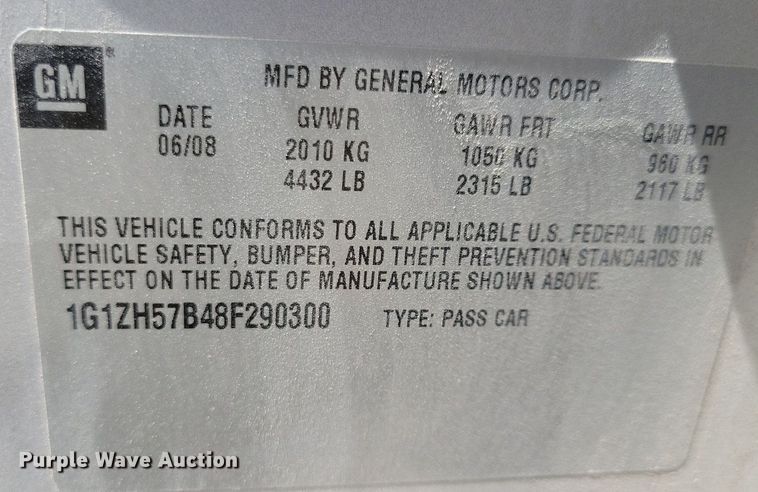 GM ®
MFD BY GENERAL MOTORS CORP.
DATE GVWR GAWR FRT GAWR RR
06/08 2010 KG 1050 KG 960 KG
4432 LB 2315 LB 2117 LB
THIS VEHICLE CONFORMS TO ALL APPLICABLE U.S. FEDERAL MOTOR
VEHICLE SAFETY, BUMPER, AND THEFT PREVENTION STANDARDS IN
EFFECT ON THE DATE OF MANUFACTURE SHOWN ABOVE.
1G1ZH57B48F290300 TYPE: PASS CAR
Purple Wave Auction